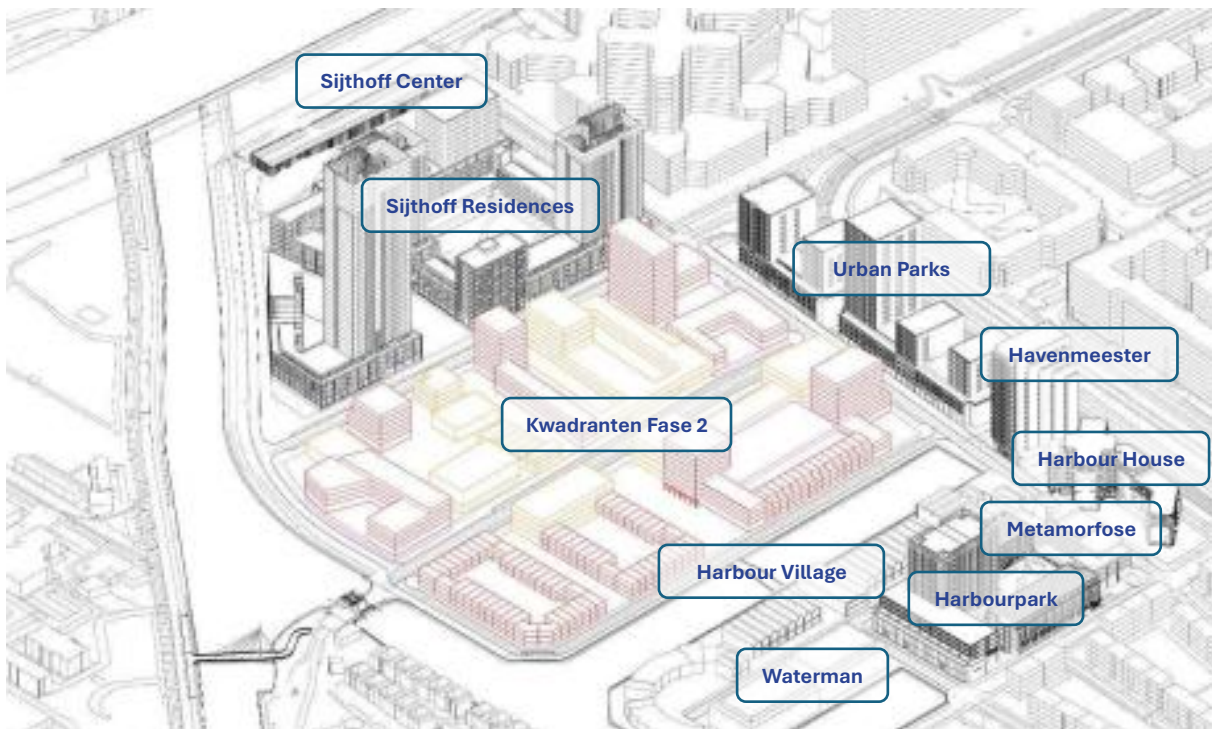 Sijthoff Center
Sijthoff Residences
Urban Parks
Havenmeester
Kwadranten Fase 2
Harbour House
Metamorfose
Harbour Village
Harbourpark
Waterman